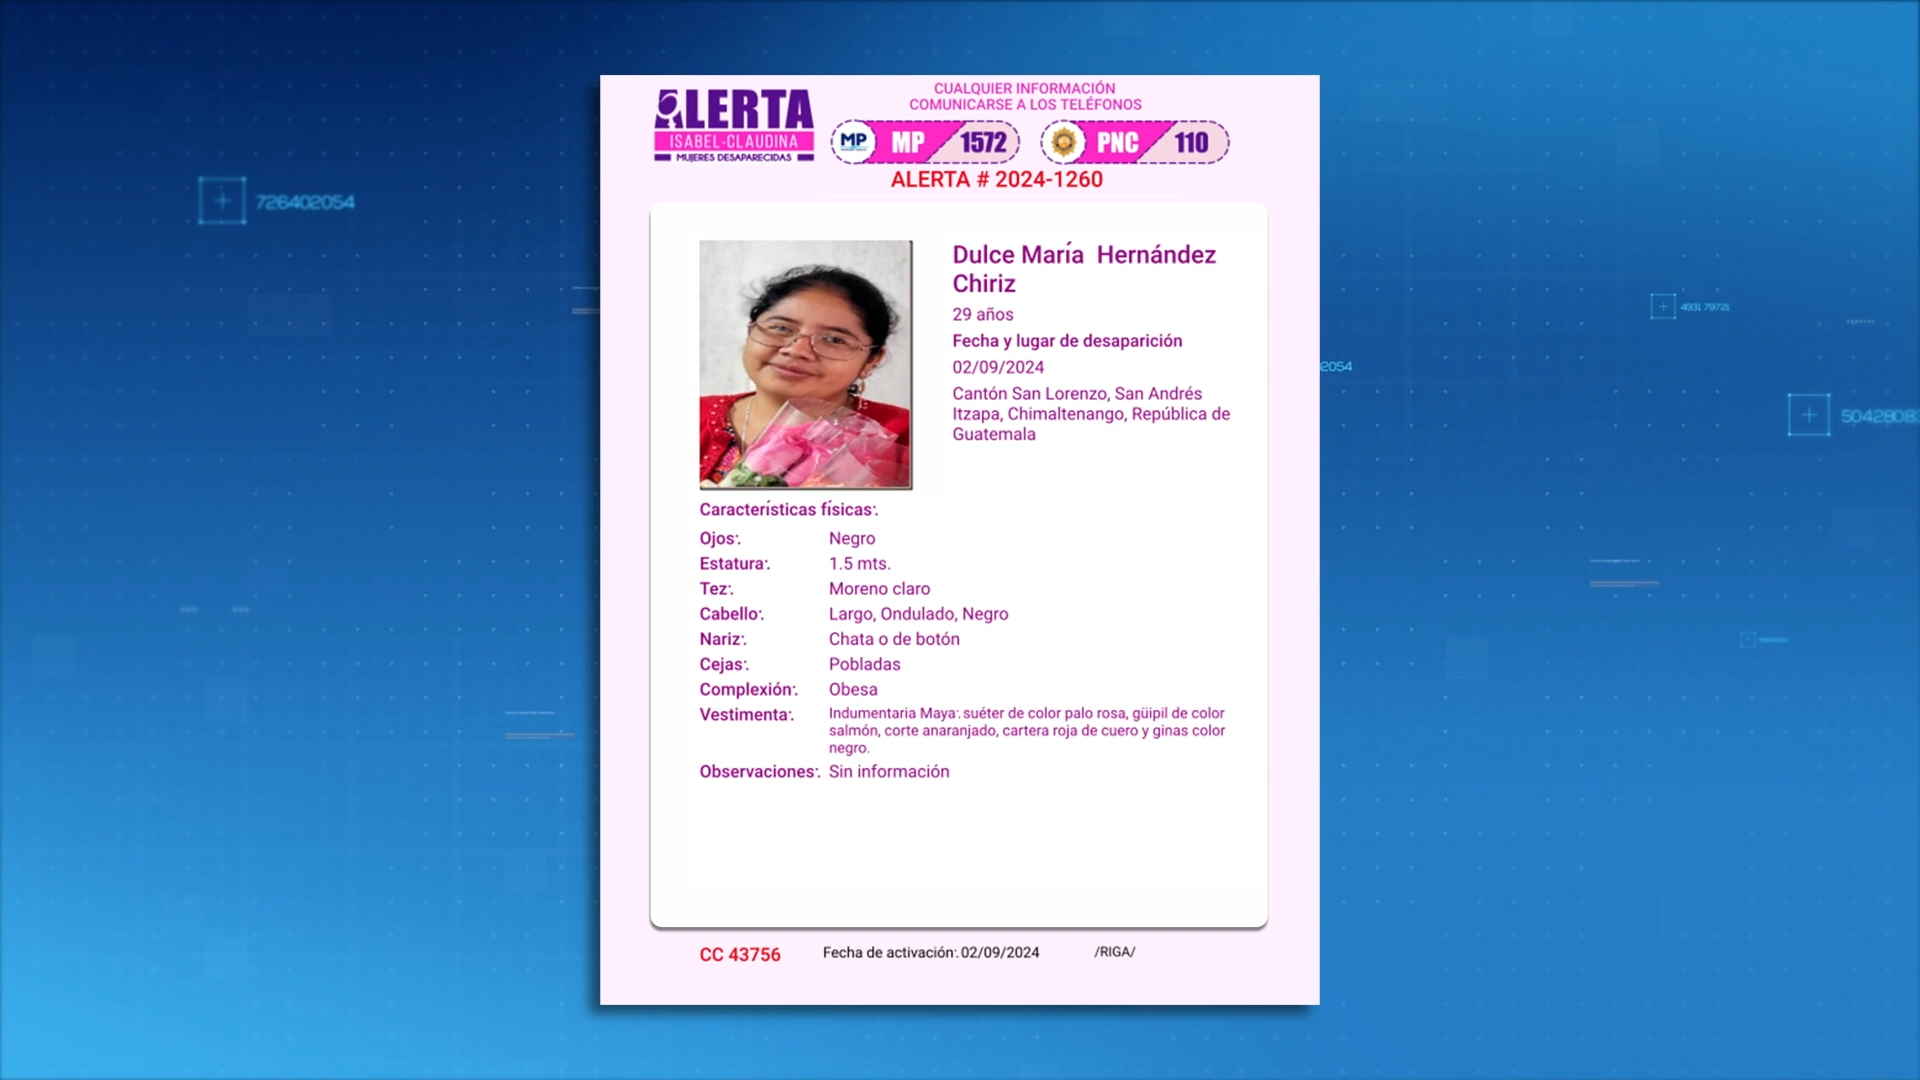 ALERTA
ISABEL-CLAUDINA
MUJERES DESAPARECIDAS
CUALQUIER INFORMACIÓN
COMUNICARSE A LOS TELÉFONOS
MP MP 1572
PNC 110
ALERTA # 2024-1260
Dulce María Hernández
Chiriz
29 años
Fecha y lugar de desaparición
02/09/2024
Cantón San Lorenzo, San Andrés
Itzapa, Chimaltenango, República de
Guatemala
Características físicas:
Ojos: Negro
Estatura: 1.5 mts.
Tez: Moreno claro
Cabello: Largo, Ondulado, Negro
Nariz: Chata o de botón
Cejas: Pobladas
Complexión: Obesa
Vestimenta: Indumentaria Maya: suéter de color palo rosa, güipil de color
salmón, corte anaranjado, cartera roja de cuero y ginas color
negro.
Observaciones: Sin información
CC 43756 Fecha de activación: 02/09/2024 /RIGA/
726402054
4931 79721
2054